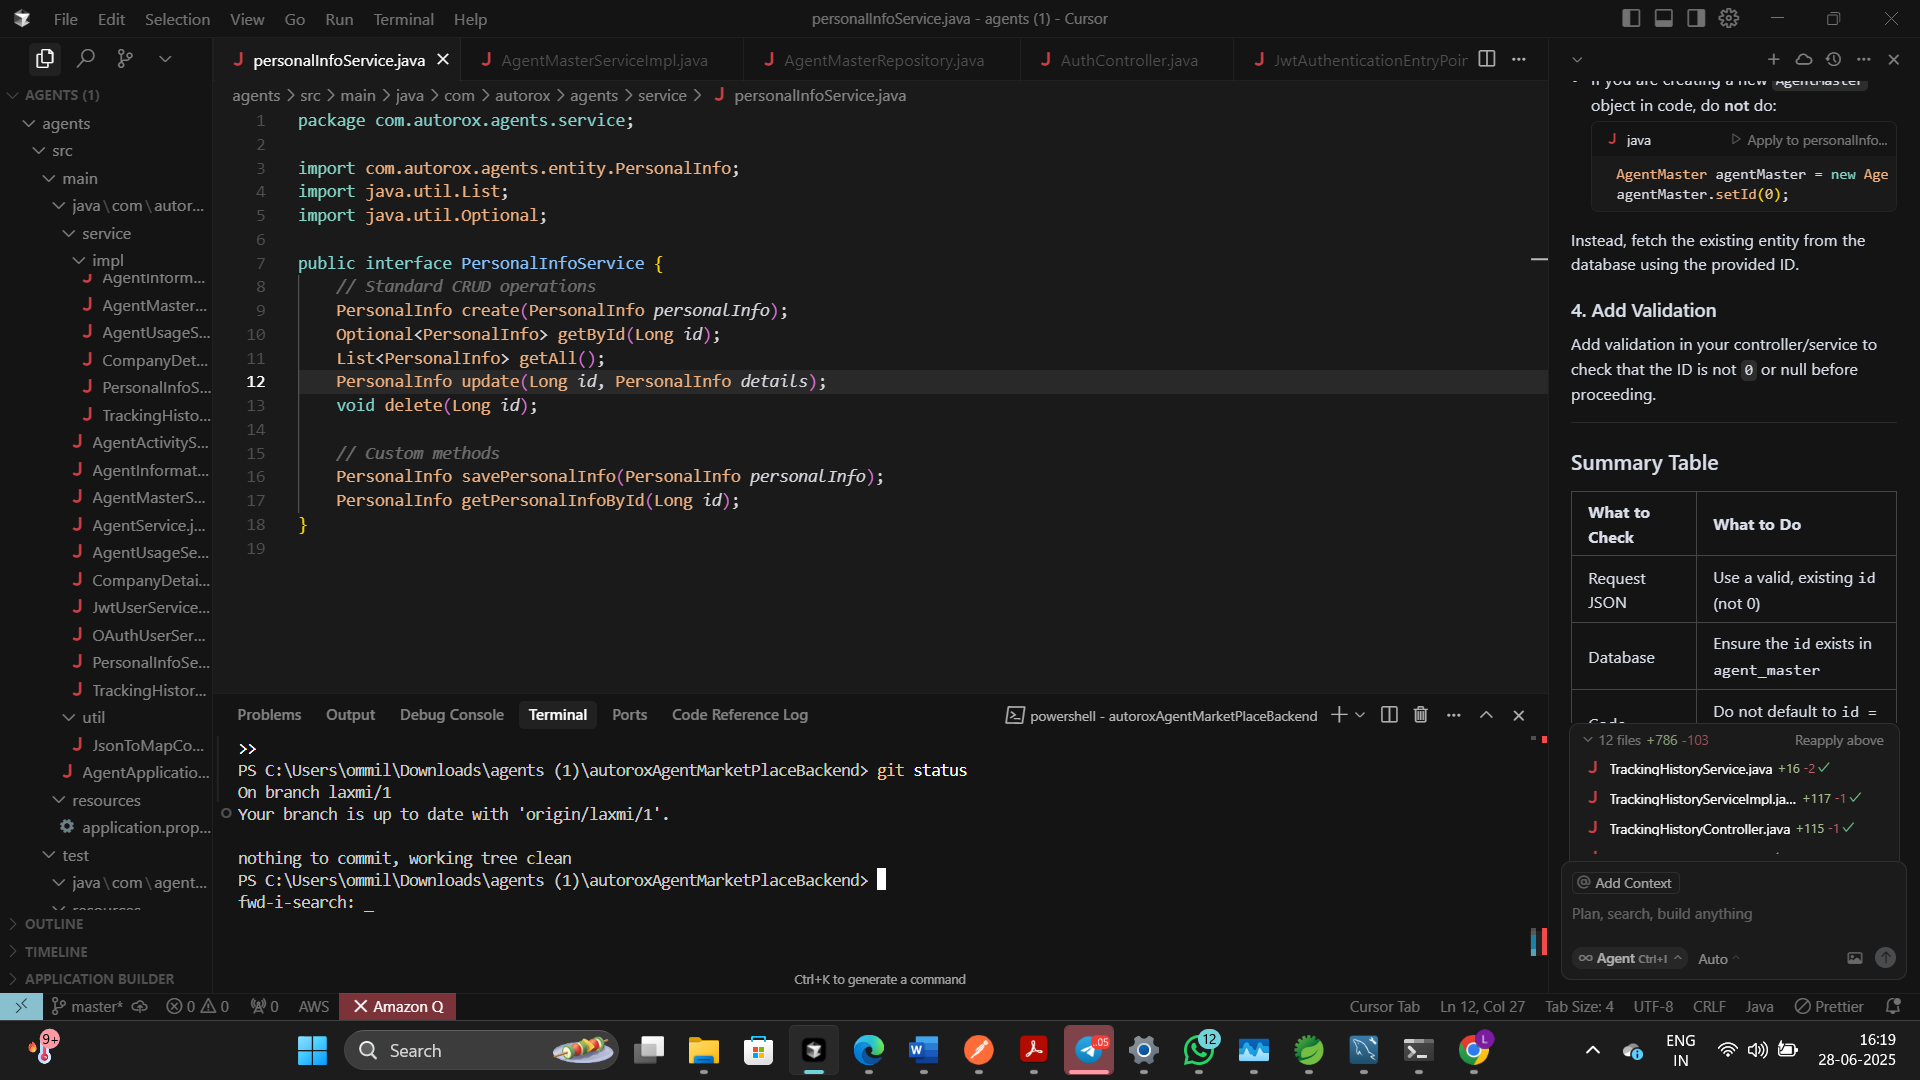 File Edit Selection View Go Run Terminal Help
personalInfoService.java - agents (1) - Cursor
personalInfoService.java
AgentMasterServiceImpl.java
AgentMasterRepository.java
AuthController.java
JwtAuthenticationEntryPoir
AGENTS (1)
agents
src
main
java\com\autor...
service
impl
AgentInform...
AgentMaster...
AgentUsageS...
CompanyDet...
PersonalInfoS...
TrackingHisto...
AgentActivityS...
AgentInformat...
AgentMasterS...
AgentService.j...
AgentUsageSe...
CompanyDetai...
JwtUserService...
OAuthUserSer...
PersonalInfoSe...
TrackingHistor...
util
JsonToMapCo...
AgentApplicatio...
resources
application.prop...
test
java\com\agent...
resources
OUTLINE
TIMELINE
APPLICATION BUILDER
agents > src > main > java > com > autorox > agents > service > personalInfoService.java
1 package com.autorox.agents.service;
2
3 import com.autorox.agents.entity.PersonalInfo;
4 import java.util.List;
5 import java.util.Optional;
6
7 public interface PersonalInfoService {
8 // Standard CRUD operations
9 PersonalInfo create(PersonalInfo personalInfo);
10 Optional<PersonalInfo> getById(Long id);
11 List<PersonalInfo> getAll();
12 PersonalInfo update(Long id, PersonalInfo details);
13 void delete(Long id);
14
15 // Custom methods
16 PersonalInfo savePersonalInfo(PersonalInfo personalInfo);
17 PersonalInfo getPersonalInfoById(Long id);
18 }
19
Problems Output Debug Console Terminal Ports Code Reference Log
powershell - autoroxAgentMarketPlaceBackend
>>
PS C:\Users\ommil\Downloads\agents (1)\autoroxAgentMarketPlaceBackend> git status
On branch laxmi/1
Your branch is up to date with 'origin/laxmi/1'.
nothing to commit, working tree clean
PS C:\Users\ommil\Downloads\agents (1)\autoroxAgentMarketPlaceBackend>
fwd-i-search: _
Ctrl+K to generate a command
If you are creating a new AgentMaster
object in code, do not do:
java
Apply to personalInfo...
AgentMaster agentMaster = new Age
agentMaster.setId(0);
Instead, fetch the existing entity from the
database using the provided ID.
4. Add Validation
Add validation in your controller/service to
check that the ID is not 0 or null before
proceeding.
Summary Table
What to
Check
What to Do
Request
JSON
Use a valid, existing id
(not 0)
Database
Ensure the id exists in
agent_master
Code
Do not default to id =
12 files +786 -103
Reapply above
TrackingHistoryService.java +16 -2
TrackingHistoryServiceImpl.ja... +117 -1
TrackingHistoryController.java +115 -1
@ Add Context
Plan, search, build anything
Agent Ctrl+I
Auto
master* 0 0 0 AWS Amazon Q
Cursor Tab Ln 12, Col 27 Tab Size: 4 UTF-8 CRLF Java Prettier
9+
Search
.05
12
L
ENG
IN
16:19
28-06-2025